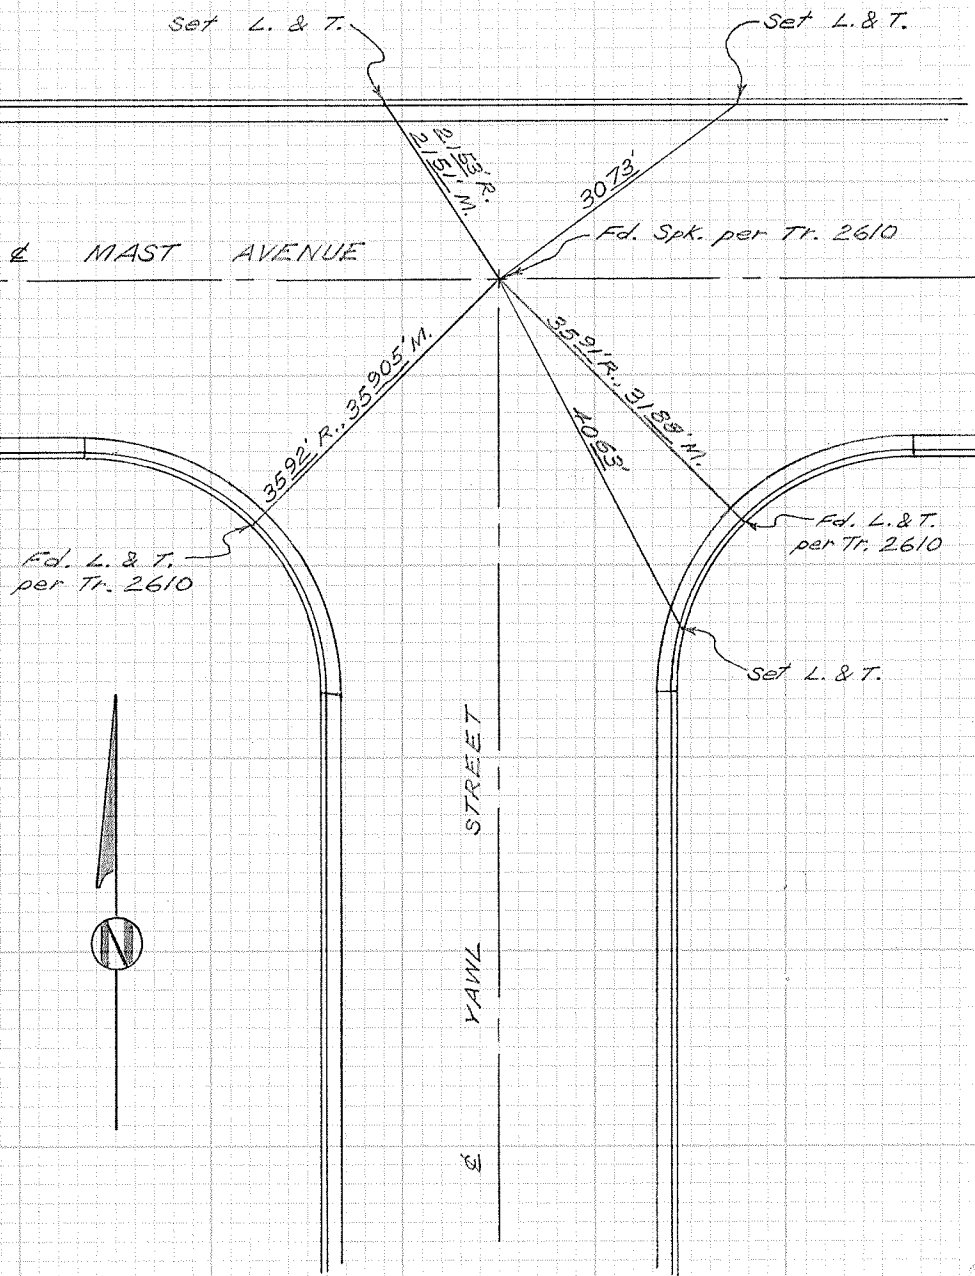 Set L. & T.
Set L. & T.
21.53' R.
21.51' M.
30.73'
Fd. Spk. per Tr. 2610
℄ MAST AVENUE
35.92' R., 35.905' M.
35.91' R., 31.88' M.
40.63'
Fd. L. & T.
per Tr. 2610
Fd. L. & T.
per Tr. 2610
Set L. & T.
℄ YAWL STREET
N